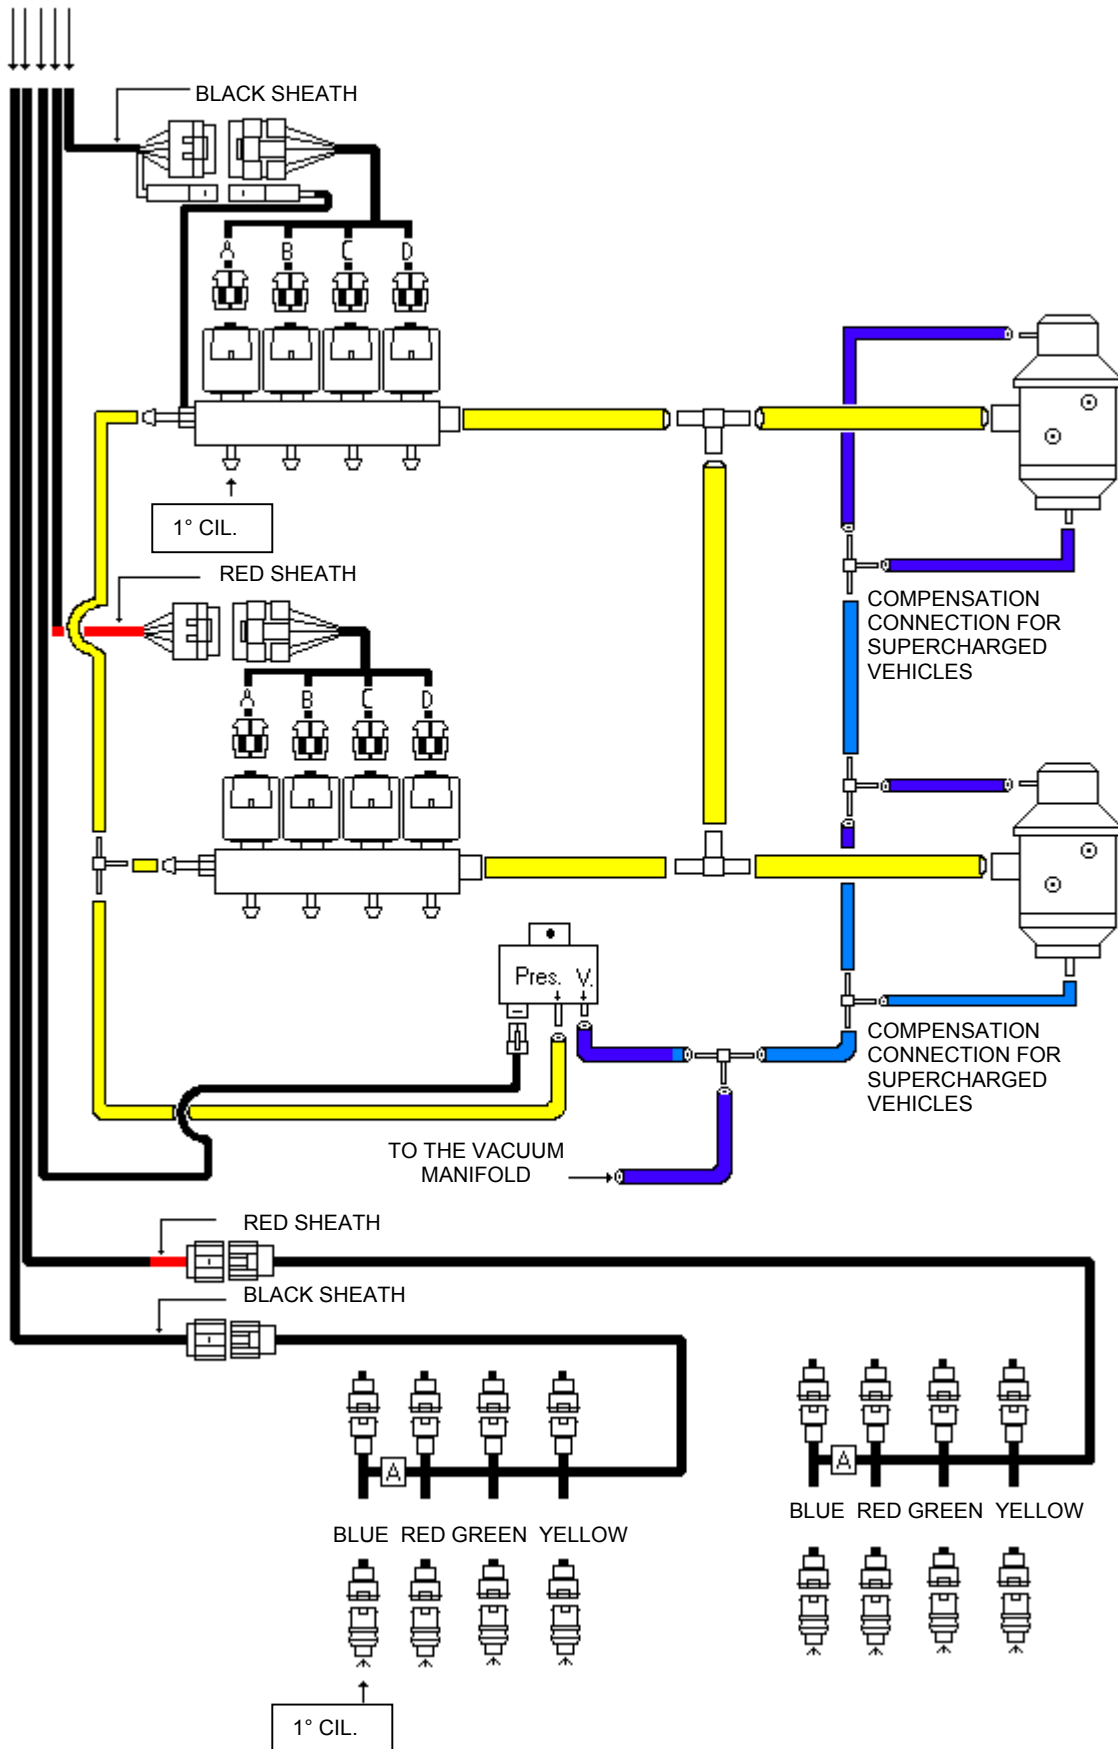 BLACK SHEATH
A B C D
1° CIL.
RED SHEATH
COMPENSATION
CONNECTION FOR
SUPERCHARGED
VEHICLES
A B C D
Pres. V.
COMPENSATION
CONNECTION FOR
SUPERCHARGED
VEHICLES
TO THE VACUUM
MANIFOLD
RED SHEATH
BLACK SHEATH
A
A
BLUE RED GREEN YELLOW
BLUE RED GREEN YELLOW
1° CIL.